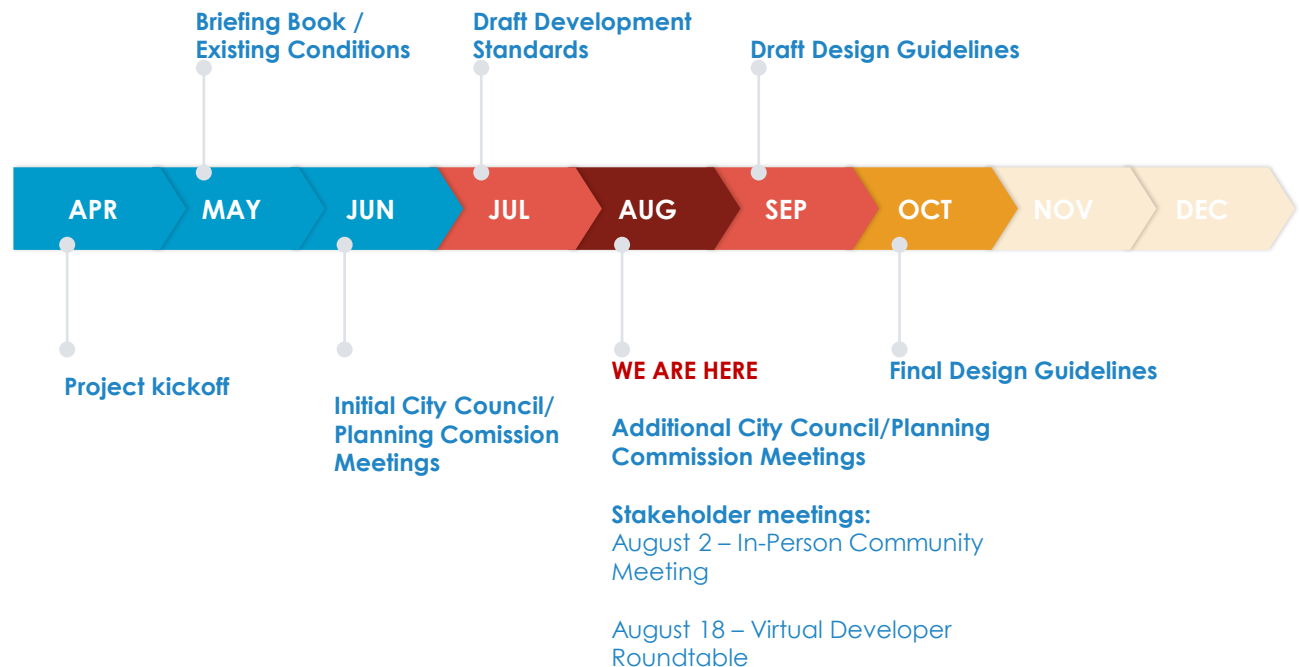 Briefing Book /
Existing Conditions
Draft Development
Standards
Draft Design Guidelines
APR
MAY
JUN
JUL
AUG
SEP
OCT
NOV
DEC
Project kickoff
Initial City Council/
Planning Comission
Meetings
WE ARE HERE
Additional City Council/Planning
Commission Meetings
Stakeholder meetings:
August 2 – In-Person Community
Meeting
August 18 – Virtual Developer
Roundtable
Final Design Guidelines